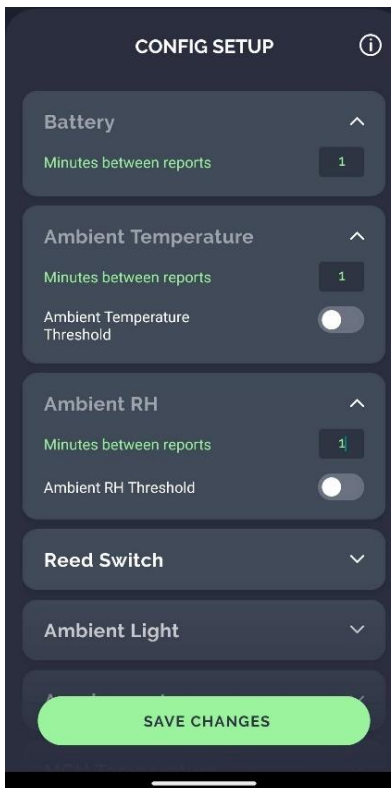 CONFIG SETUP
Battery
Minutes between reports
1
Ambient Temperature
Minutes between reports
1
Ambient Temperature
Threshold
Ambient RH
Minutes between reports
1
Ambient RH Threshold
Reed Switch
Ambient Light
SAVE CHANGES